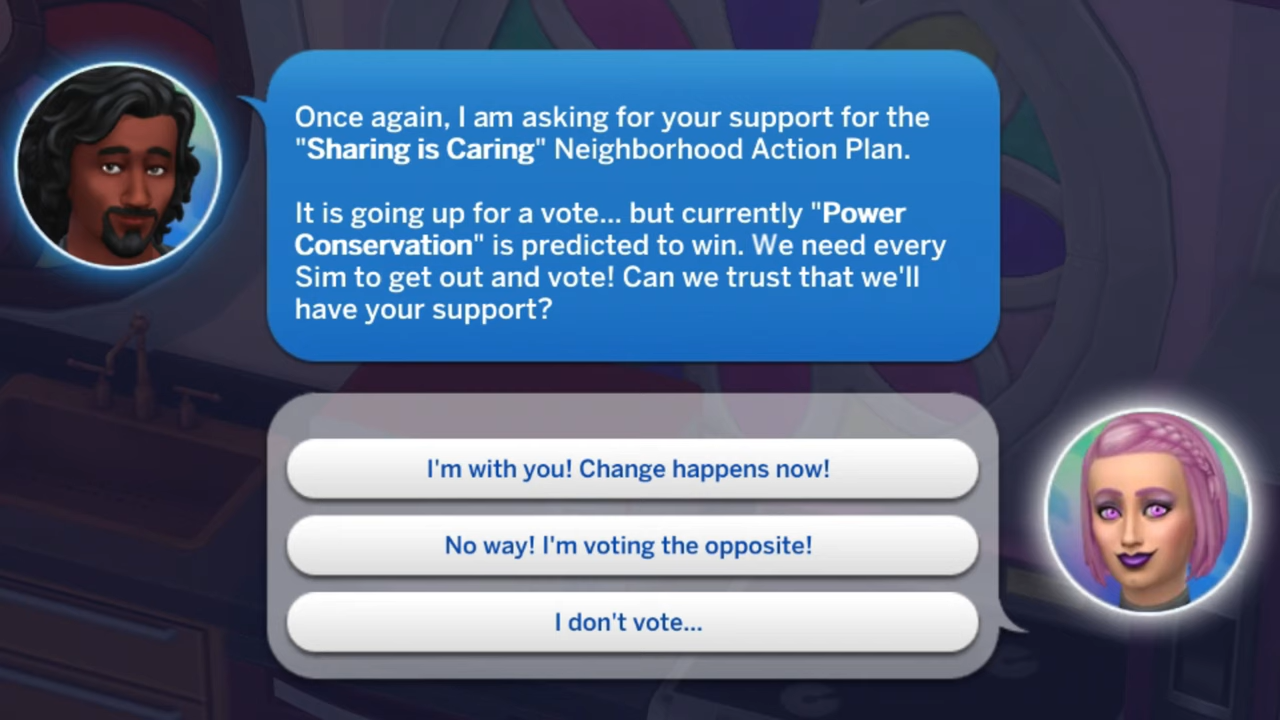 Once again, I am asking for your support for the
"Sharing is Caring" Neighborhood Action Plan.
It is going up for a vote... but currently "Power
Conservation" is predicted to win. We need every
Sim to get out and vote! Can we trust that we'll
have your support?
I'm with you! Change happens now!
No way! I'm voting the opposite!
I don't vote...